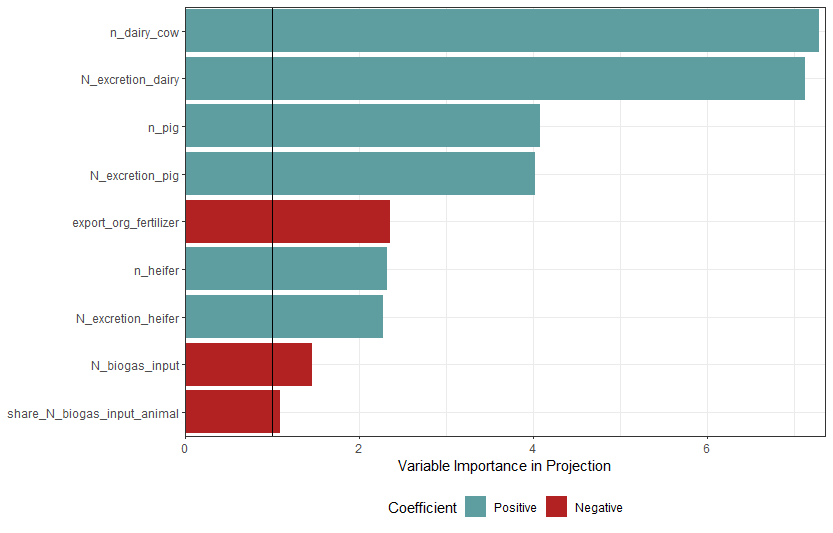 n_dairy_cow
N_excretion_dairy
n_pig
N_excretion_pig
export_org_fertilizer
n_heifer
N_excretion_heifer
N_biogas_input
share_N_biogas_input_animal
0 2 4 6
Variable Importance in Projection
Coefficient Positive Negative